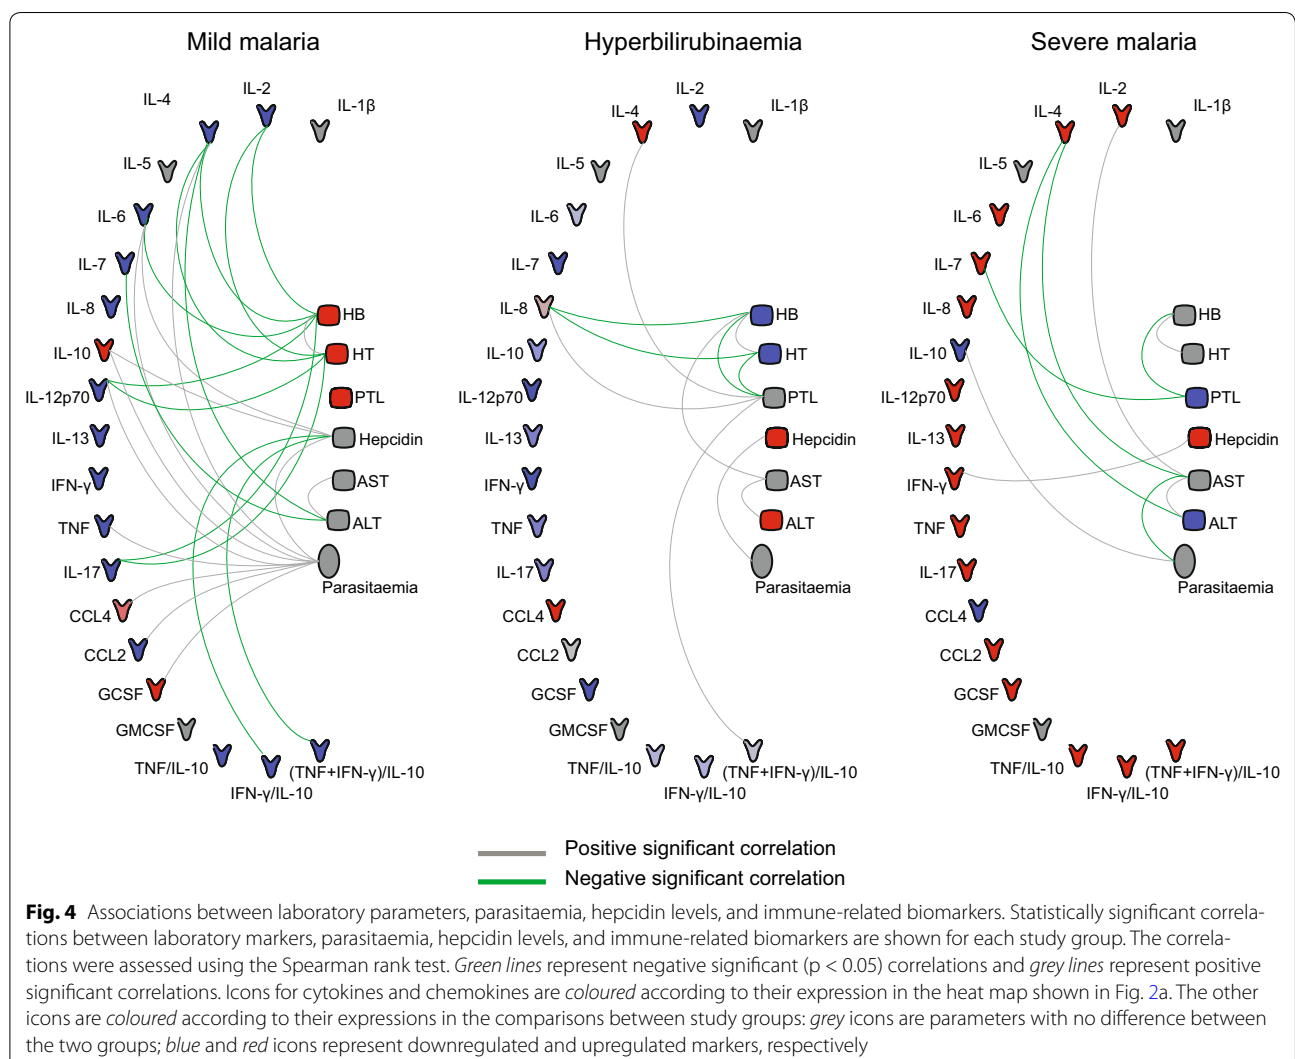 Mild malaria
IL-4
IL-2
IL-1β
IL-5
IL-6
IL-7
IL-8
IL-10
IL-12p70
IL-13
IFN-γ
TNF
IL-17
CCL4
CCL2
GCSF
GMCSF
TNF/IL-10
IFN-γ/IL-10
(TNF+IFN-γ)/IL-10
HB
HT
PTL
Hepcidin
AST
ALT
Parasitaemia
Hyperbilirubinaemia
IL-4
IL-2
IL-1β
IL-5
IL-6
IL-7
IL-8
IL-10
IL-12p70
IL-13
IFN-γ
TNF
IL-17
CCL4
CCL2
GCSF
GMCSF
TNF/IL-10
IFN-γ/IL-10
(TNF+IFN-γ)/IL-10
HB
HT
PTL
Hepcidin
AST
ALT
Parasitaemia
Severe malaria
IL-4
IL-2
IL-1β
IL-5
IL-6
IL-7
IL-8
IL-10
IL-12p70
IL-13
IFN-γ
TNF
IL-17
CCL4
CCL2
GCSF
GMCSF
TNF/IL-10
IFN-γ/IL-10
(TNF+IFN-γ)/IL-10
HB
HT
PTL
Hepcidin
AST
ALT
Parasitaemia
Positive significant correlation
Negative significant correlation
Fig. 4 Associations between laboratory parameters, parasitaemia, hepcidin levels, and immune-related biomarkers. Statistically significant correla-
tions between laboratory markers, parasitaemia, hepcidin levels, and immune-related biomarkers are shown for each study group. The correla-
tions were assessed using the Spearman rank test. Green lines represent negative significant (p < 0.05) correlations and grey lines represent positive
significant correlations. Icons for cytokines and chemokines are coloured according to their expression in the heat map shown in Fig. 2a. The other
icons are coloured according to their expressions in the comparisons between study groups: grey icons are parameters with no difference between
the two groups; blue and red icons represent downregulated and upregulated markers, respectively